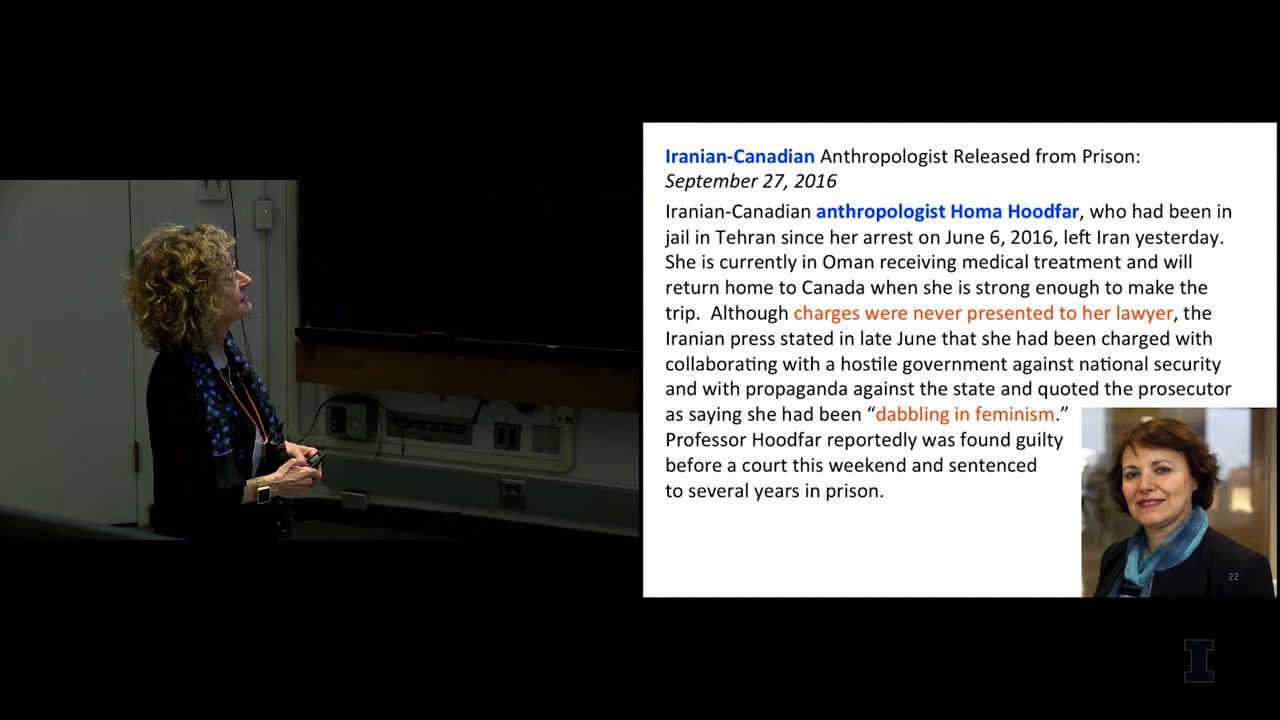 Iranian-Canadian Anthropologist Released from Prison:
September 27, 2016
Iranian-Canadian anthropologist Homa Hoodfar, who had been in
jail in Tehran since her arrest on June 6, 2016, left Iran yesterday.
She is currently in Oman receiving medical treatment and will
return home to Canada when she is strong enough to make the
trip. Although charges were never presented to her lawyer, the
Iranian press stated in late June that she had been charged with
collaborating with a hostile government against national security
and with propaganda against the state and quoted the prosecutor
as saying she had been “dabbling in feminism.”
Professor Hoodfar reportedly was found guilty
before a court this weekend and sentenced
to several years in prison.
22
I